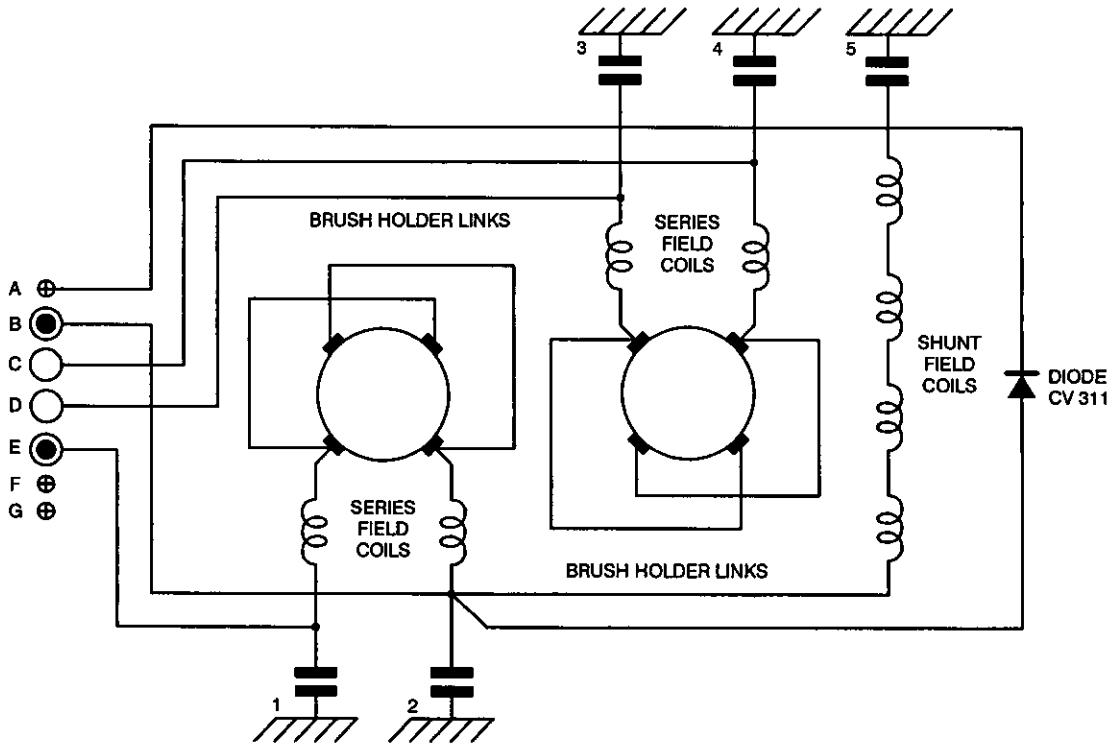 3
4
5
BRUSH HOLDER LINKS
SERIES
FIELD
COILS
A
B
C
D
E
F
G
SHUNT
FIELD
COILS
DIODE
CV 311
SERIES
FIELD
COILS
BRUSH HOLDER LINKS
1
2